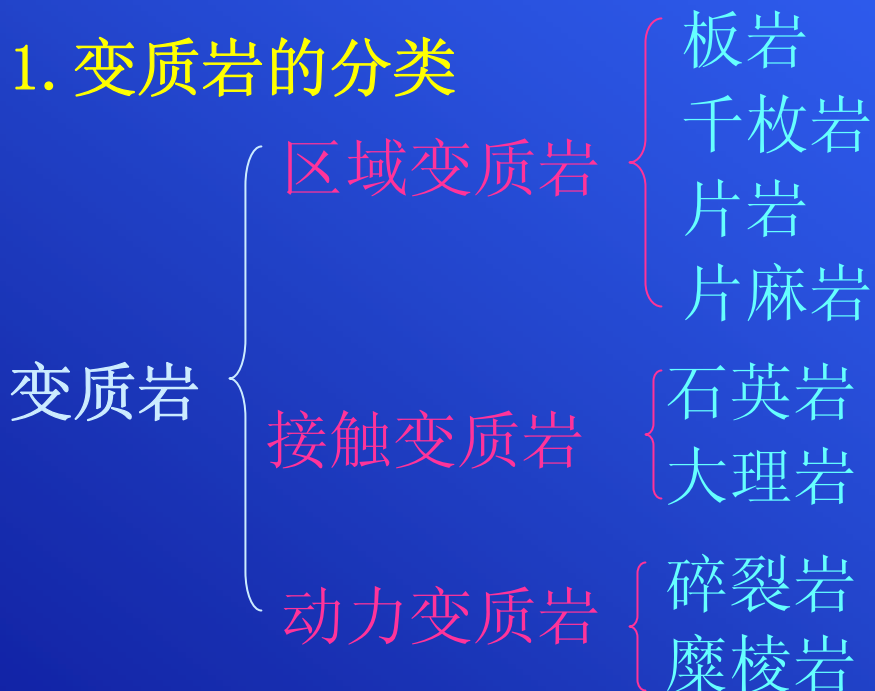 1.变质岩的分类
变质岩
区域变质岩
板岩
千枚岩
片岩
片麻岩
接触变质岩
石英岩
大理岩
动力变质岩
碎裂岩
糜棱岩